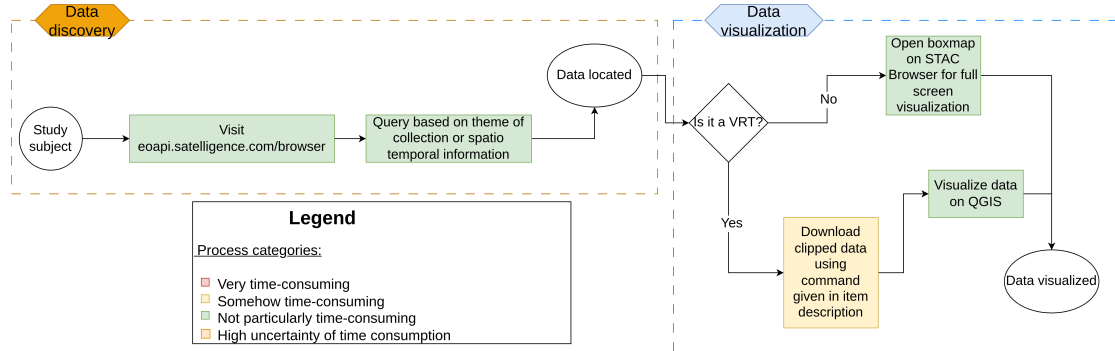 Data
discovery
Study
subject
Visit
eoapi.satelligence.com/browser
Query based on theme of
collection or spatio
temporal information
Data located
Data
visualization
Is it a VRT?
No
Open boxmap
on STAC
Browser for full
screen
visualization
Yes
Download
clipped data
using
command
given in item
description
Visualize data
on QGIS
Data visualized
Legend
Process categories:
Very time-consuming
Somehow time-consuming
Not particularly time-consuming
High uncertainty of time consumption